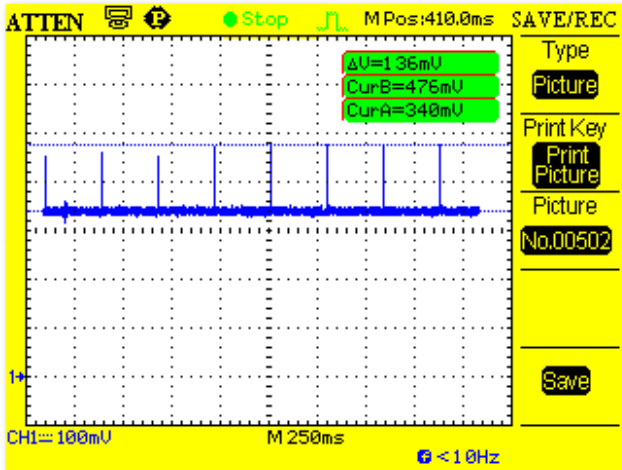 ATTEN P Stop M Pos:410.0ms SAVE/REC
Type
Picture
Print Key
Print
Picture
Picture
No.00502
Save
ΔV=136mV
CurB=476mV
CurA=340mV
1
CH1 100mV M 250ms
F <10Hz